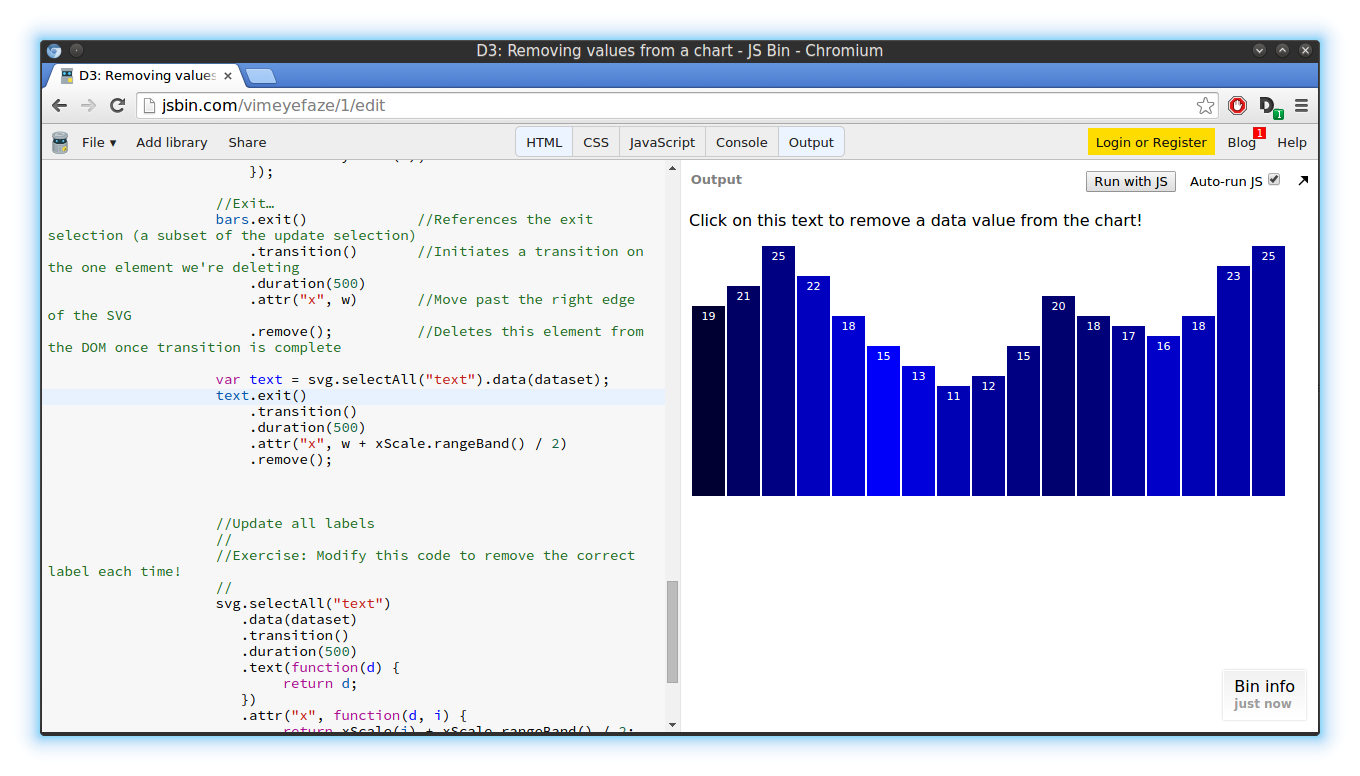 D3: Removing values from a chart - JS Bin - Chromium
D3: Removing values
jsbin.com/vimeyefaze/1/edit
1
File ▾ Add library Share
HTML CSS JavaScript Console Output
Login or Register Blog 1 Help
});
//Exit…
bars.exit() //References the exit
selection (a subset of the update selection)
.transition() //Initiates a transition on
the one element we're deleting
.duration(500)
.attr("x", w) //Move past the right edge
of the SVG
.remove(); //Deletes this element from
the DOM once transition is complete
var text = svg.selectAll("text").data(dataset);
text.exit()
.transition()
.duration(500)
.attr("x", w + xScale.rangeBand() / 2)
.remove();
//Update all labels
//
//Exercise: Modify this code to remove the correct
label each time!
//
svg.selectAll("text")
.data(dataset)
.transition()
.duration(500)
.text(function(d) {
return d;
})
.attr("x", function(d, i) {
return xScale(i) + xScale.rangeBand() / 2;
Output
Run with JS Auto-run JS
Click on this text to remove a data value from the chart!
19 21 25 22 18 15 13 11 12 15 20 18 17 16 18 23 25
Bin info
just now